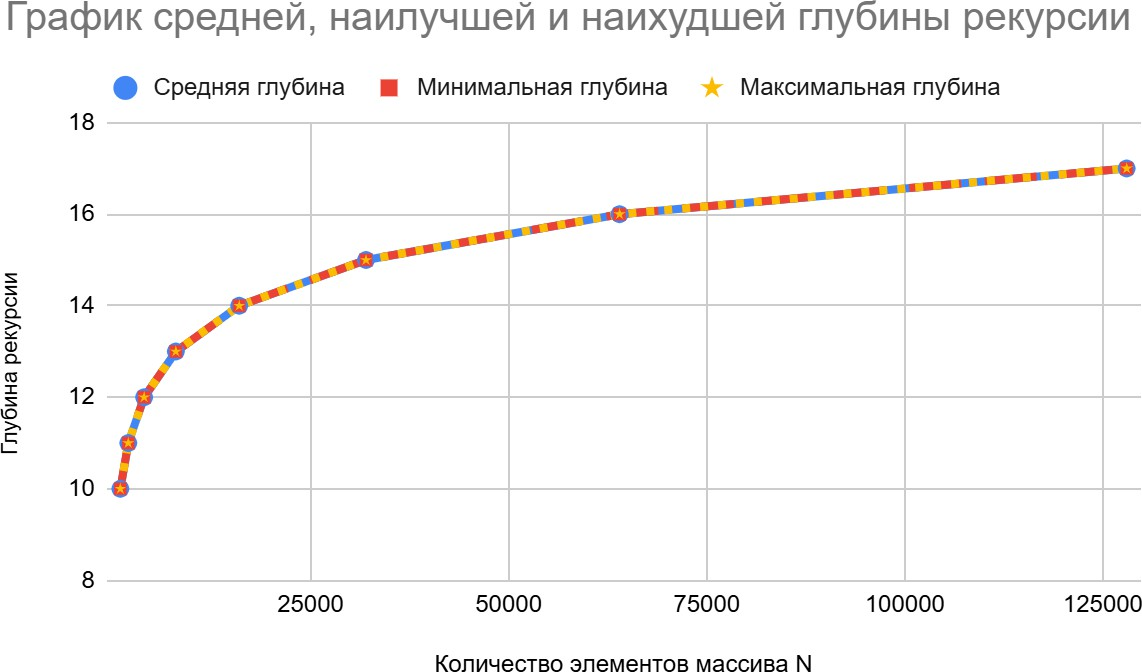 График средней, наилучшей и наихудшей глубины рекурсии
Средняя глубина Минимальная глубина Максимальная глубина
18
16
14
12
10
8
Глубина рекурсии
25000 50000 75000 100000 125000
Количество элементов массива N